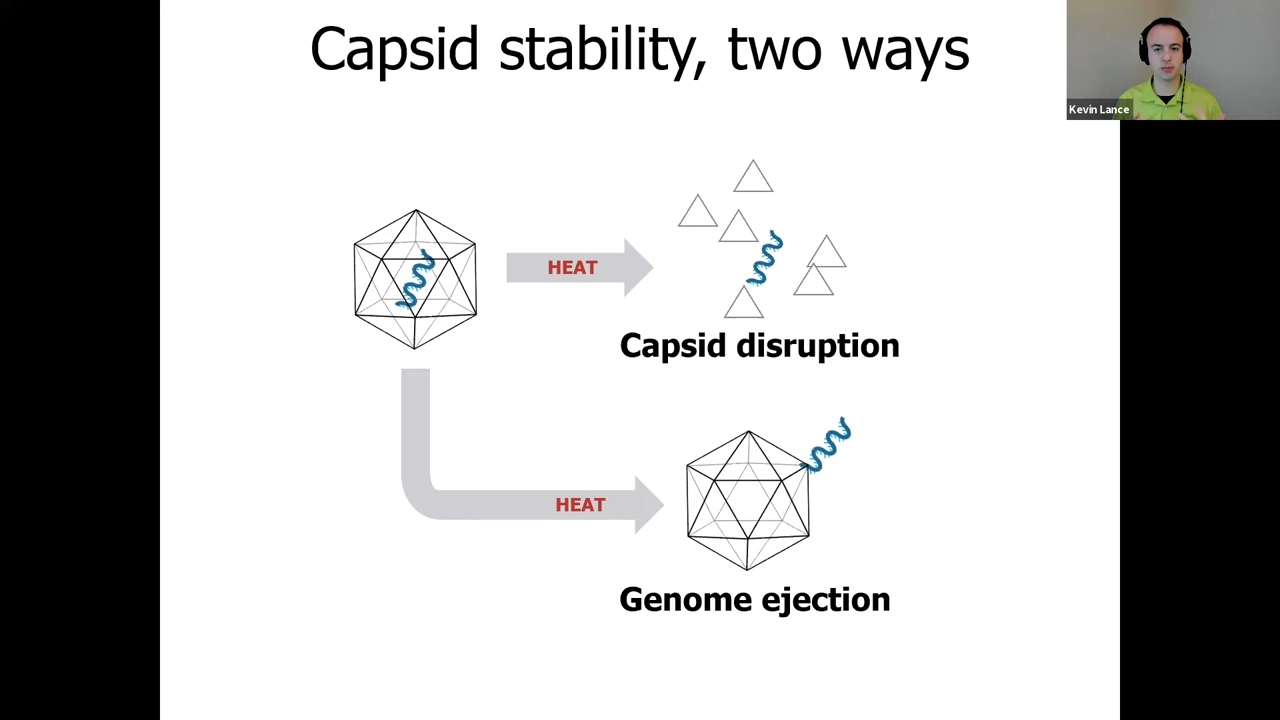 Capsid stability, two ways
Kevin Lance
HEAT
Capsid disruption
HEAT
Genome ejection